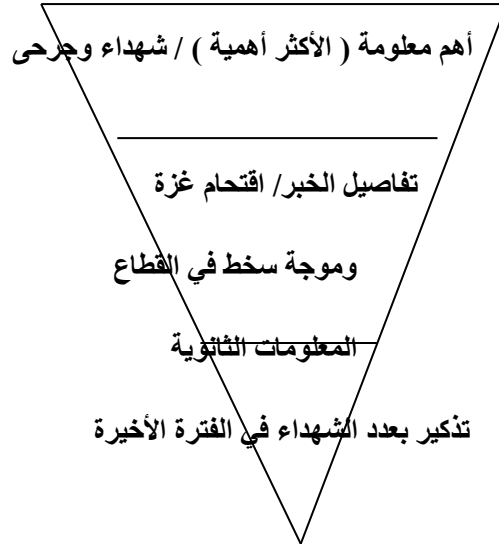 أهم معلومة ( الأكثر أهمية ) / شهداء وجرحى
تفاصيل الخبر/ اقتحام غزة
وموجة سخط في القطاع
المعلومات الثانوية
تذكير بعدد الشهداء في الفترة الأخيرة